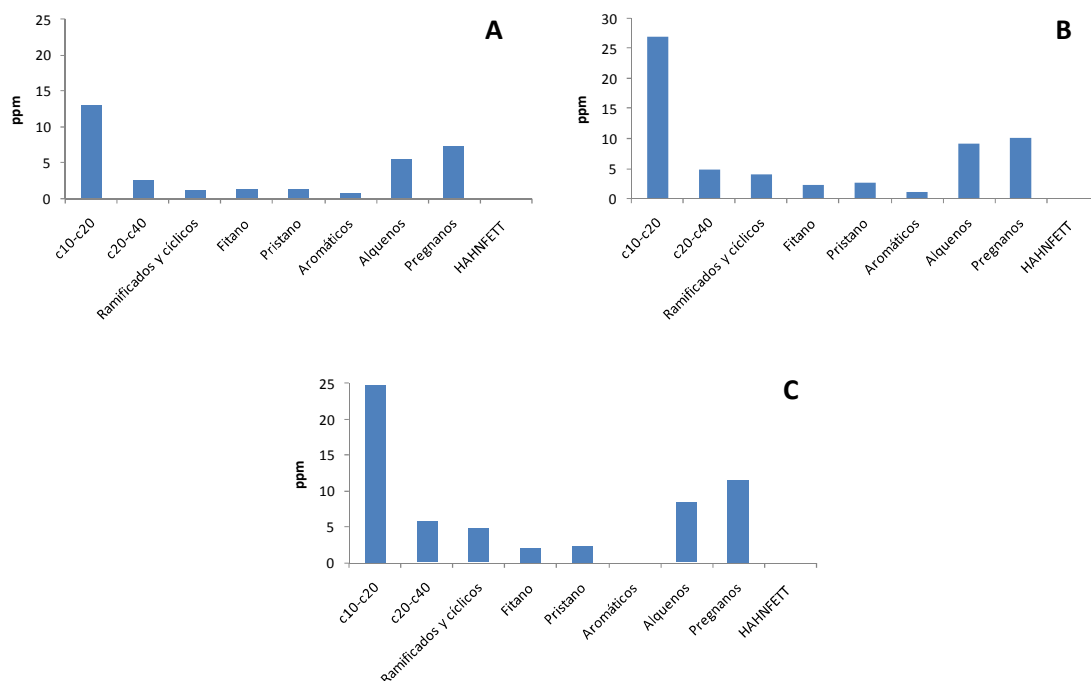 A
ppm
25
20
15
10
5
0
c10-c20
c20-c40
Ramificados y cíclicos
Fitano
Pristano
Aromáticos
Alquenos
Pregnanos
HAHNFETT
B
ppm
30
25
20
15
10
5
0
c10-c20
c20-c40
Ramificados y cíclicos
Fitano
Pristano
Aromáticos
Alquenos
Pregnanos
HAHNFETT
C
ppm
25
20
15
10
5
0
c10-c20
c20-c40
Ramificados y cíclicos
Fitano
Pristano
Aromáticos
Alquenos
Pregnanos
HAHNFETT